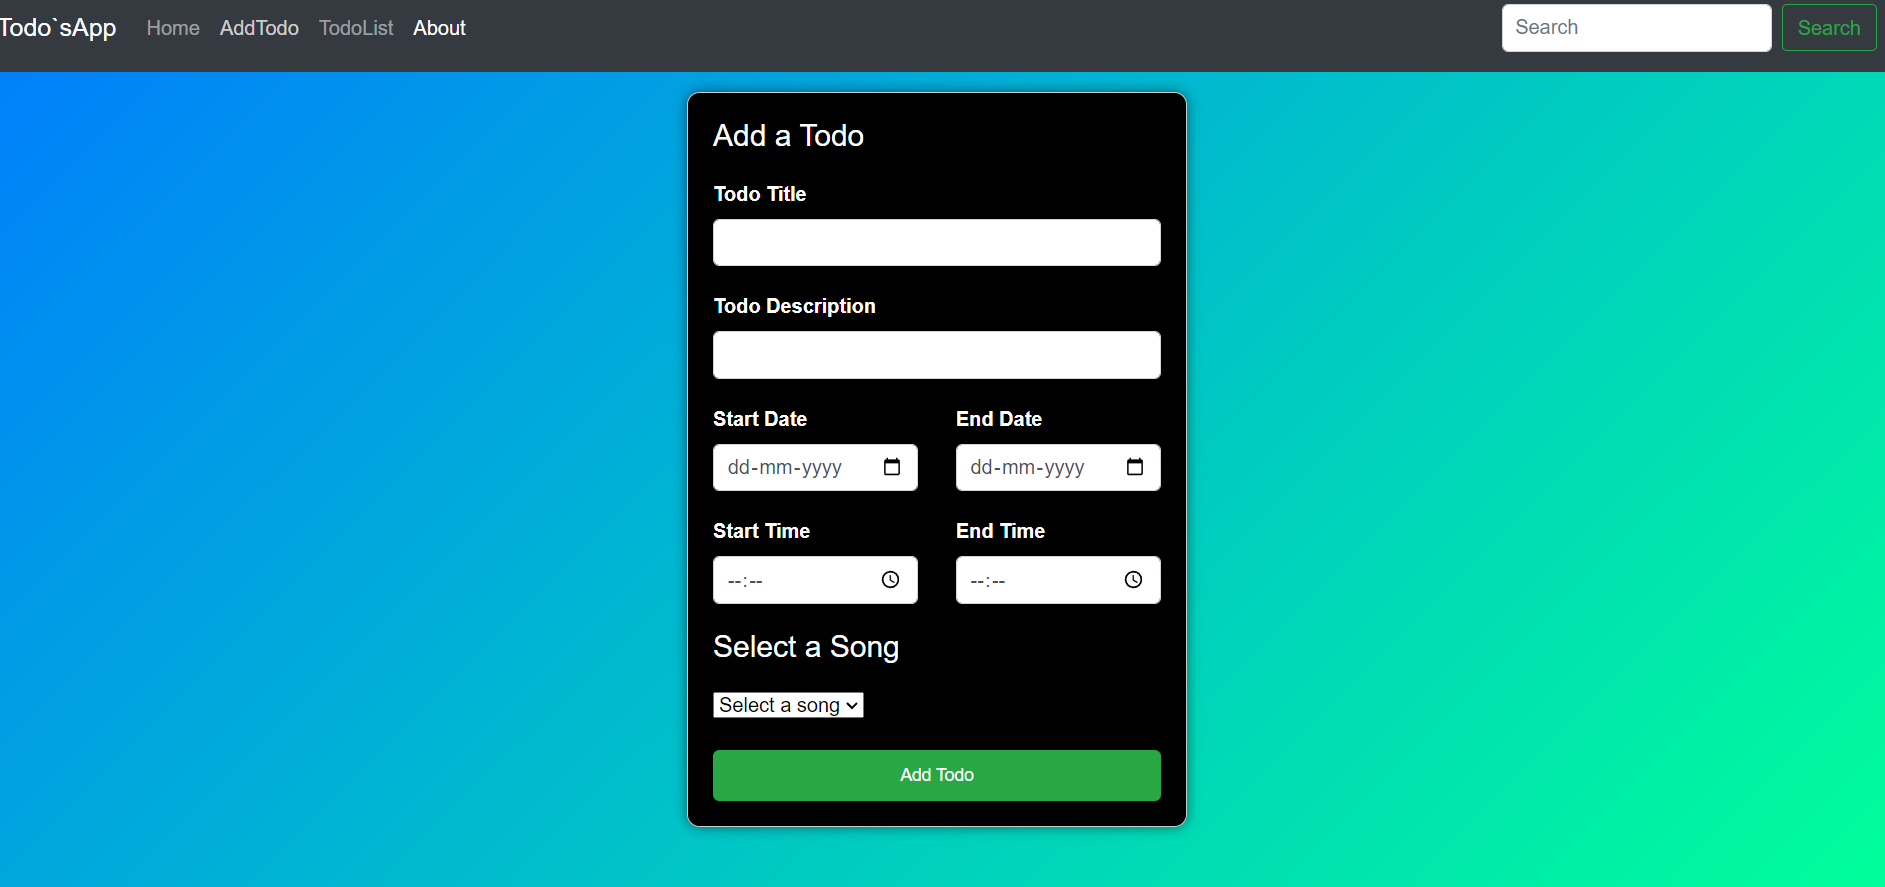 Todo`sApp Home AddTodo TodoList About Search Search
Add a Todo
Todo Title
Todo Description
Start Date End Date
dd-mm-yyyy dd-mm-yyyy
Start Time End Time
--:-- --:--
Select a Song
Select a song
Add Todo